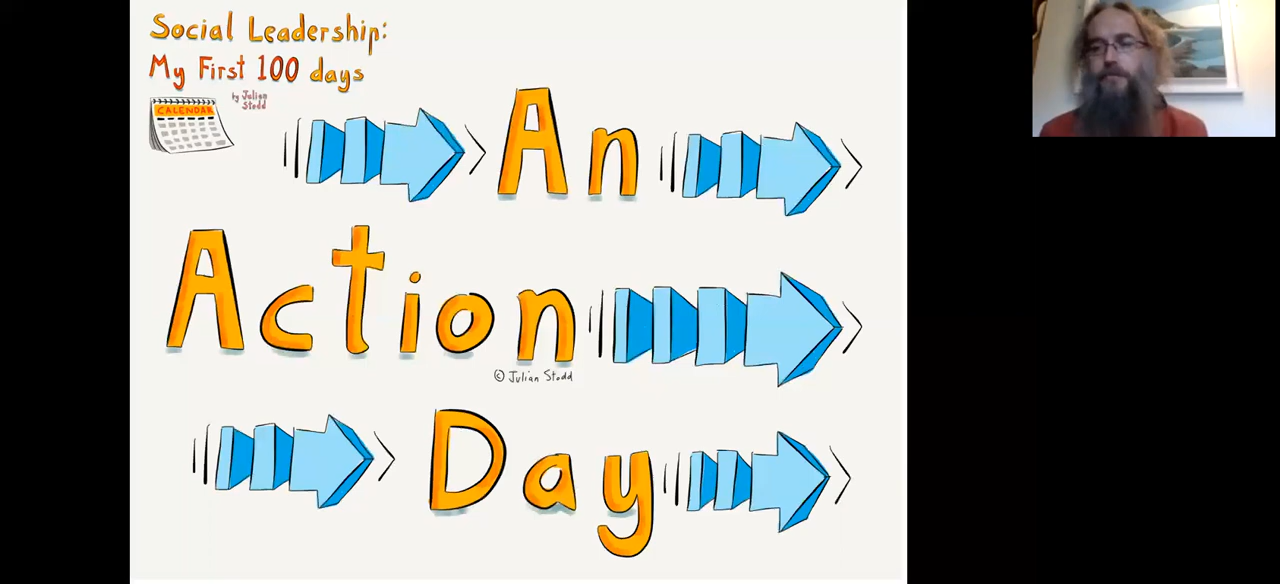 Social Leadership:
My First 100 days
by Julian
Stodd
CALENDAR
An
Action
© Julian Stodd
Day